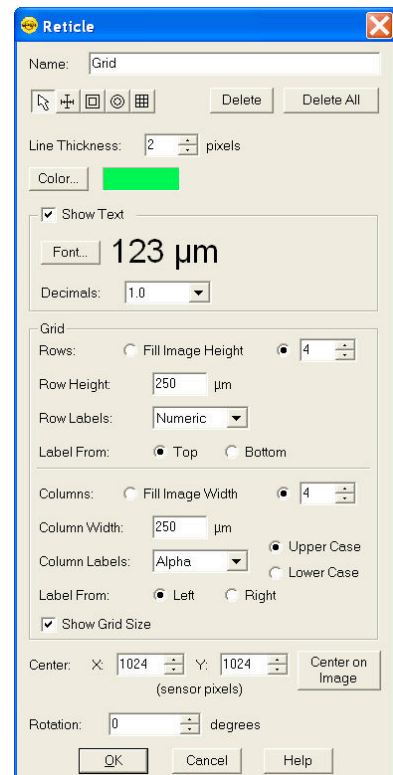 Reticle
Name: Grid
Delete Delete All
Line Thickness: 2 pixels
Color...
Show Text
Font... 123 µm
Decimals: 1.0
Grid
Rows: Fill Image Height 4
Row Height: 250 µm
Row Labels: Numeric
Label From: Top Bottom
Columns: Fill Image Width 4
Column Width: 250 µm
Upper Case
Column Labels: Alpha
Lower Case
Label From: Left Right
Show Grid Size
Center: X: 1024 Y: 1024 Center on Image
(sensor pixels)
Rotation: 0 degrees
OK Cancel Help